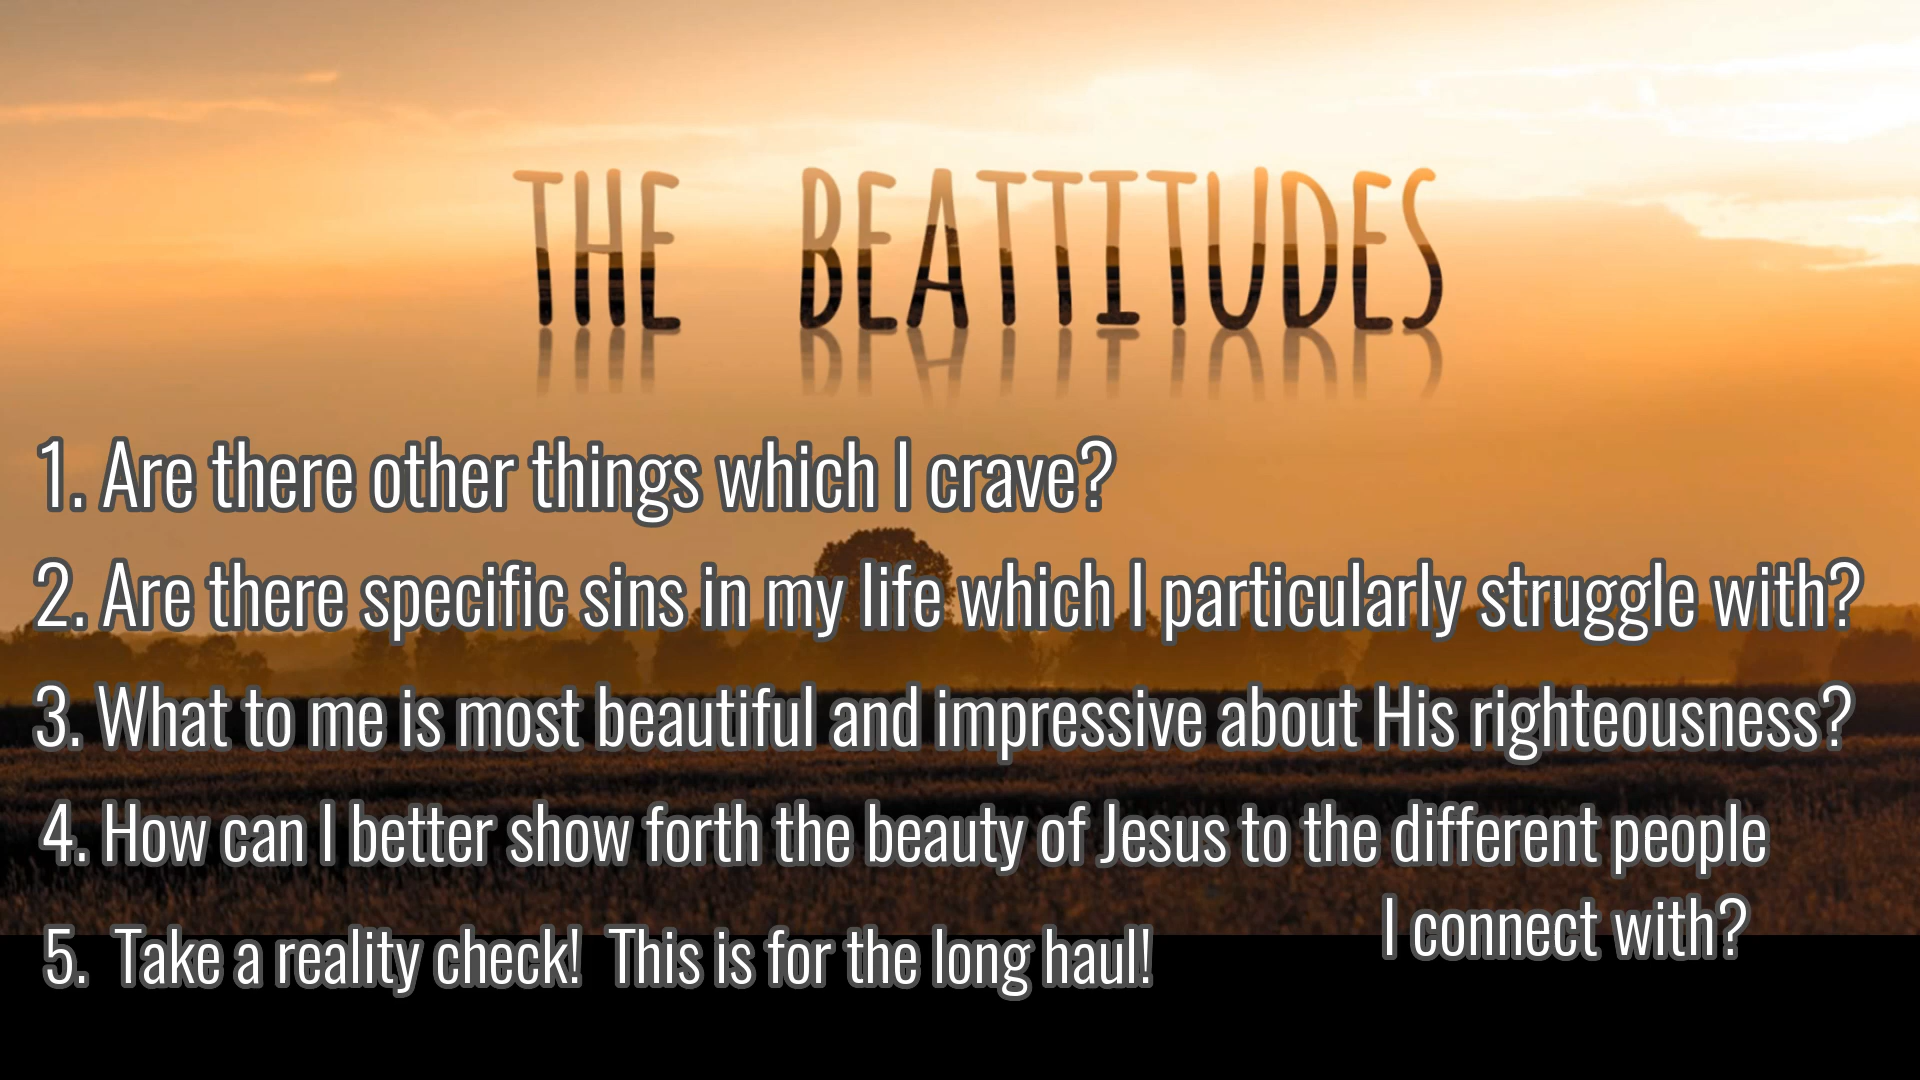 THE BEATTITUDES
1. Are there other things which I crave?
2. Are there specific sins in my life which I particularly struggle with?
3. What to me is most beautiful and impressive about His righteousness?
4. How can I better show forth the beauty of Jesus to the different people
I connect with?
5. Take a reality check! This is for the long haul!